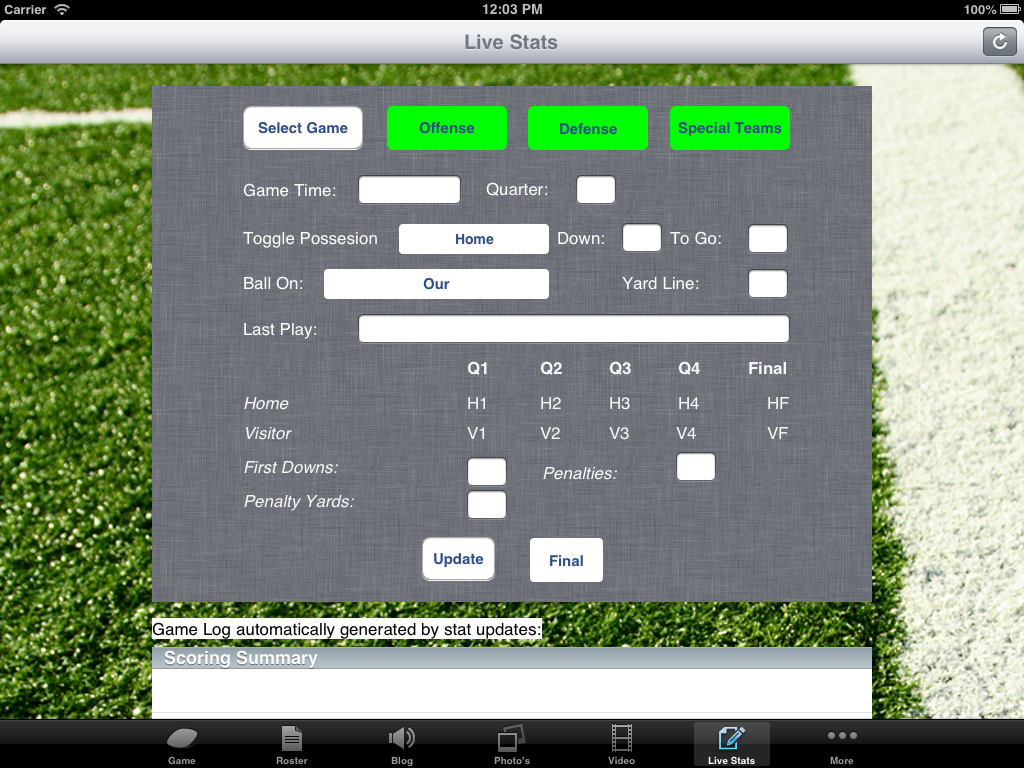 Carrier 12:03 PM 100%
Live Stats
Select Game Offense Defense Special Teams
Game Time: Quarter:
Toggle Possesion Home Down: To Go:
Ball On: Our Yard Line:
Last Play:
Q1 Q2 Q3 Q4 Final
Home H1 H2 H3 H4 HF
Visitor V1 V2 V3 V4 VF
First Downs: Penalties:
Penalty Yards:
Update Final
Game Log automatically generated by stat updates:
Scoring Summary
Game Roster Blog Photo's Video Live Stats More